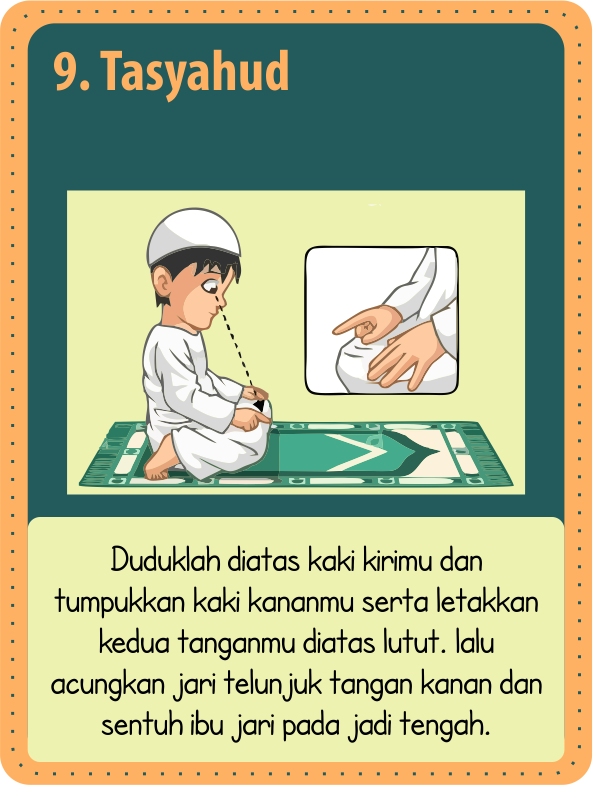 9. Tasyahud
Duduklah diatas kaki kirimu dan
tumpukkan kaki kananmu serta letakkan
kedua tanganmu diatas lutut. lalu
acungkan jari telunjuk tangan kanan dan
sentuh ibu jari pada jadi tengah.